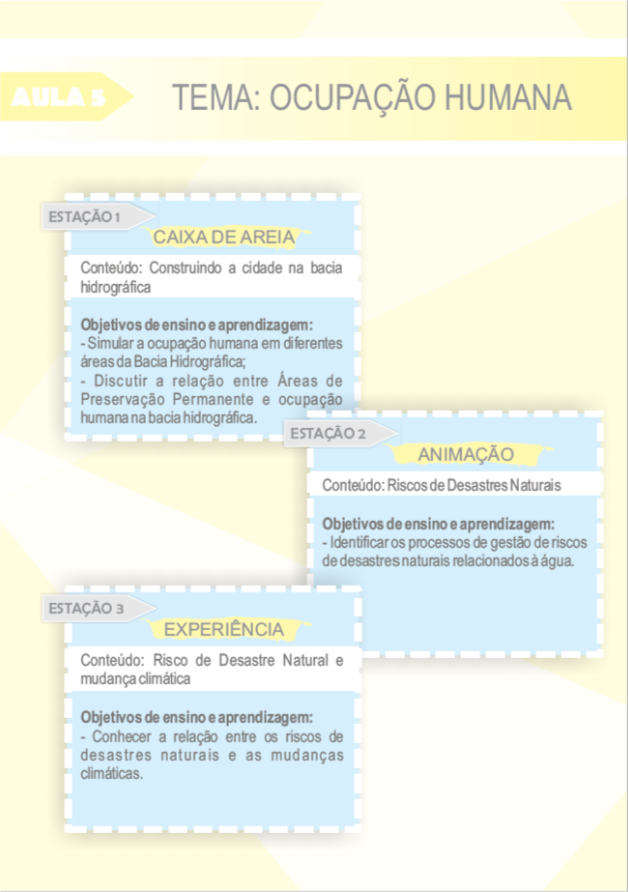 AULA 5
TEMA: OCUPAÇÃO HUMANA
ESTAÇÃO 1
CAIXA DE AREIA
Conteúdo: Construindo a cidade na bacia
hidrográfica
Objetivos de ensino e aprendizagem:
- Simular a ocupação humana em diferentes
áreas da Bacia Hidrográfica;
- Discutir a relação entre Áreas de
Preservação Permanente e ocupação
humana na bacia hidrográfica.
ESTAÇÃO 2
ANIMAÇÃO
Conteúdo: Riscos de Desastres Naturais
Objetivos de ensino e aprendizagem:
- Identificar os processos de gestão de riscos
de desastres naturais relacionados à água.
ESTAÇÃO 3
EXPERIÊNCIA
Conteúdo: Risco de Desastre Natural e
mudança climática
Objetivos de ensino e aprendizagem:
- Conhecer a relação entre os riscos de
desastres naturais e as mudanças
climáticas.